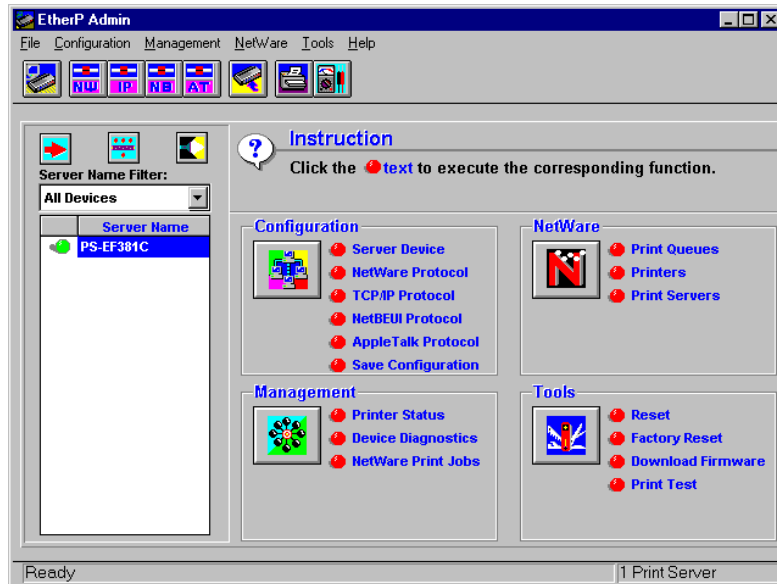 EtherP Admin
File Configuration Management NetWare Tools Help
NW IP NB AT
Server Name Filter:
All Devices
Server Name
PS-EF381C
? Instruction
Click the text to execute the corresponding function.
Configuration
Server Device
NetWare Protocol
TCP/IP Protocol
NetBEUI Protocol
AppleTalk Protocol
Save Configuration
NetWare
N
Print Queues
Printers
Print Servers
Management
Printer Status
Device Diagnostics
NetWare Print Jobs
Tools
Reset
Factory Reset
Download Firmware
Print Test
Ready
1 Print Server